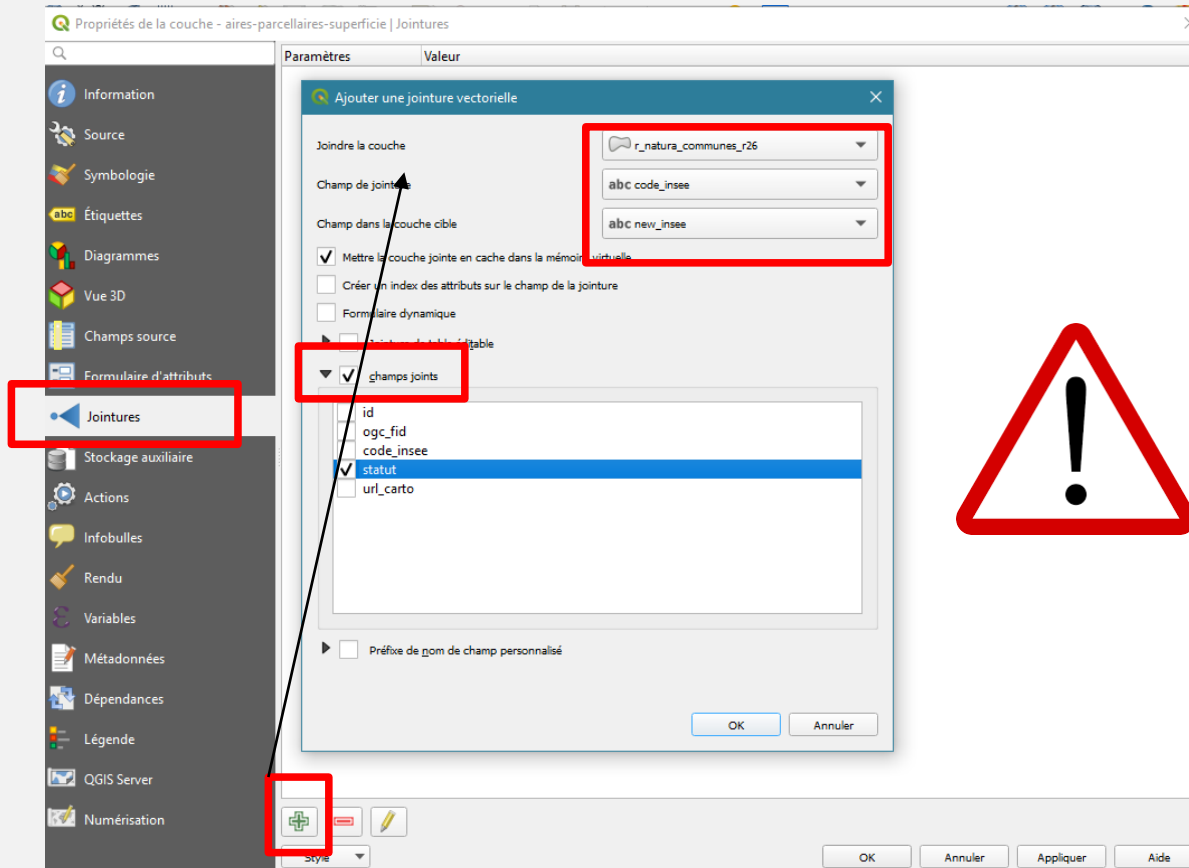 Propriétés de la couche - aires-parcellaires-superficie | Jointures
Paramètres Valeur
Information
Source
Symbologie
abc Étiquettes
Diagrammes
Vue 3D
Champs source
Formulaire d'attributs
Jointures
Stockage auxiliaire
Actions
Infobulles
Rendu
Variables
Métadonnées
Dépendances
Légende
QGIS Server
Numérisation
Ajouter une jointure vectorielle
Joindre la couche r_natura_communes_r26
Champ de jointure abc code_insee
Champ dans la couche cible abc new_insee
Mettre la couche jointe en cache dans la mémoire virtuelle
Créer un index des attributs sur le champ de la jointure
Formulaire dynamique
Jointure de table éditable
champs joints
id
ogc_fid
code_insee
statut
url_carto
Préfixe de nom de champ personnalisé
OK Annuler
Style
OK Annuler Appliquer Aide